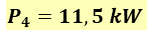 P₄ = 11,5 kW